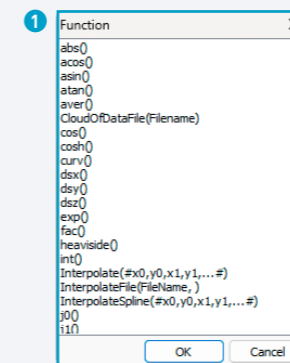 1
Function
abs()
acos()
asin()
atan()
aver()
CloudOfDataFile(Filename)
cos()
cosh()
curv()
dsx()
dsy()
dsz()
exp()
fac()
heaviside()
int()
Interpolate(#x0,y0,x1,y1,...#)
InterpolateFile(FileName, )
InterpolateSpline(#x0,y0,x1,y1,...#)
j0()
j1()
OK Cancel